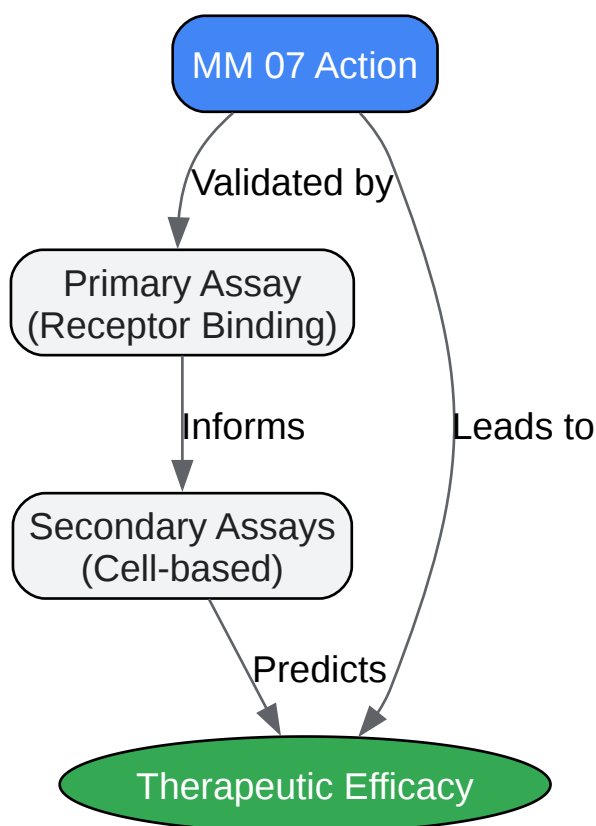 MM 07 Action
Validated by
Primary Assay
(Receptor Binding)
Informs
Leads to
Secondary Assays
(Cell-based)
Predicts
Therapeutic Efficacy